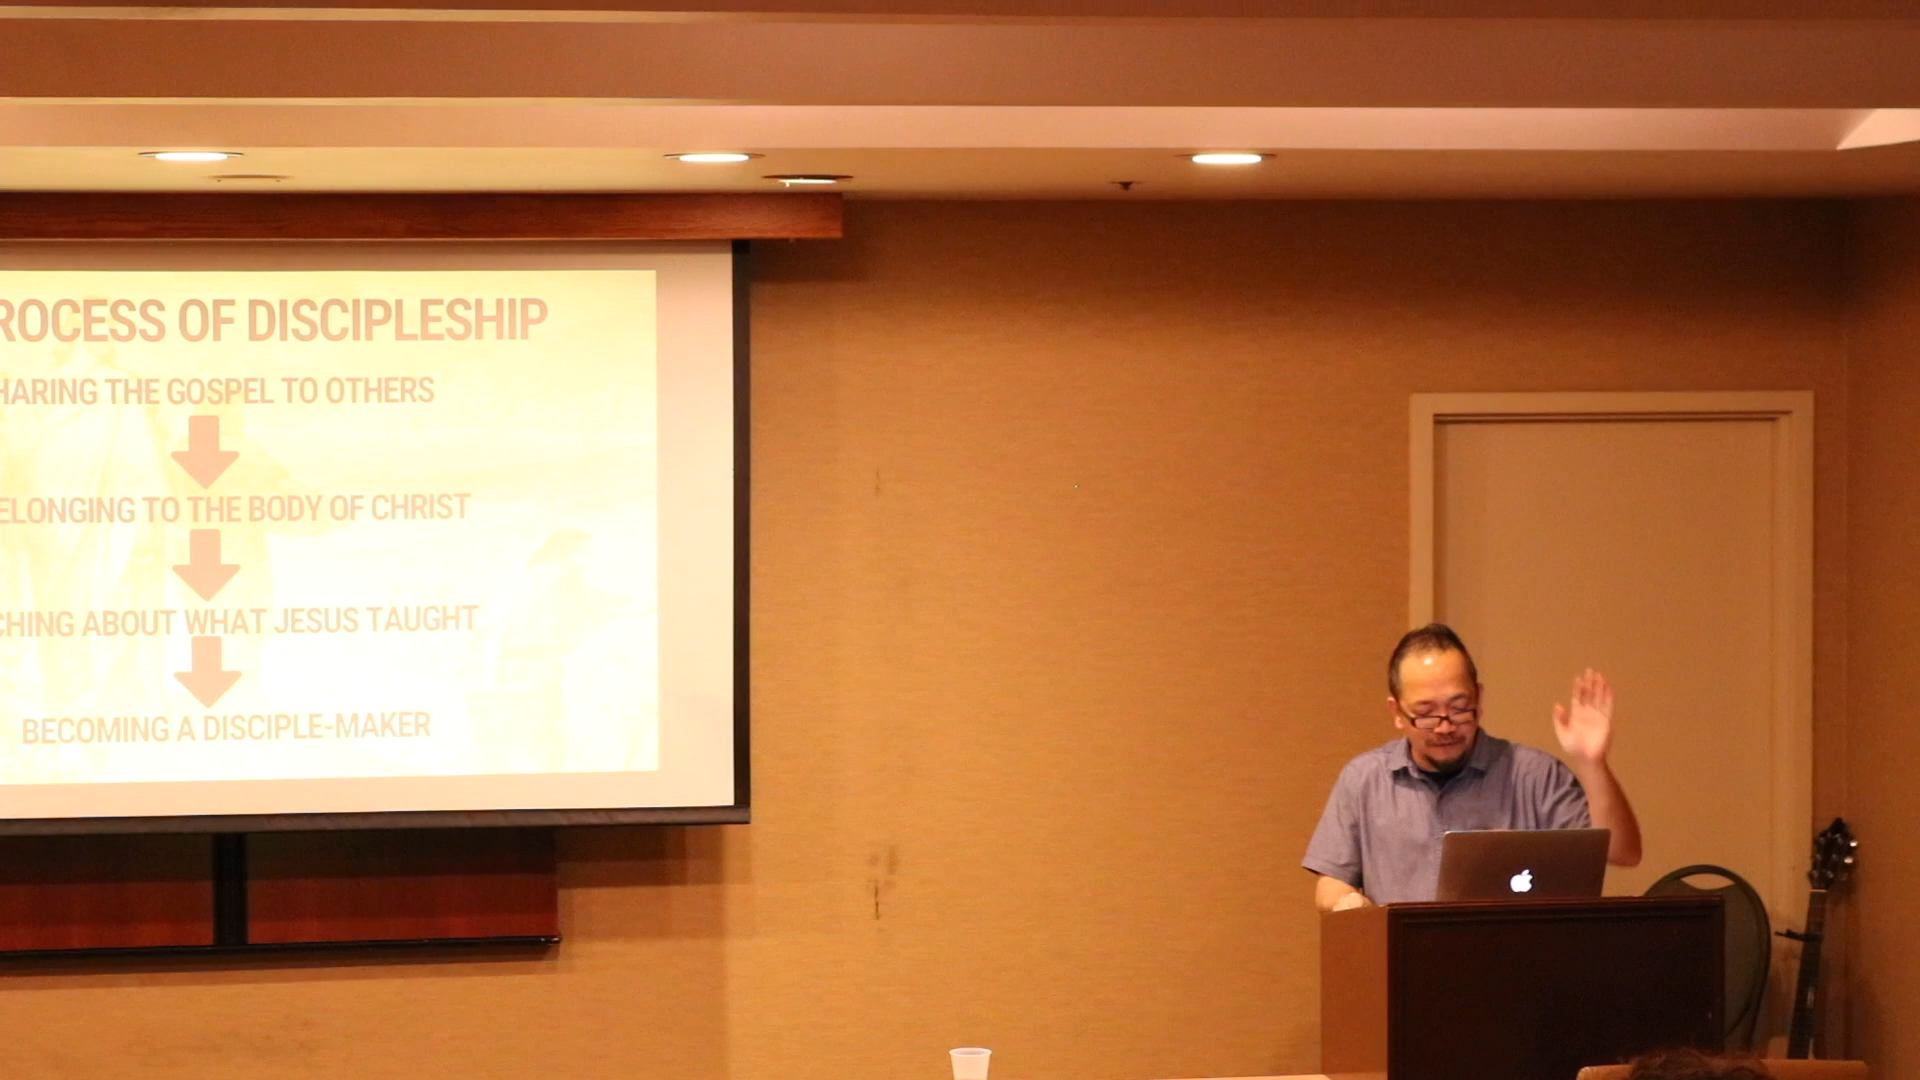 ROCESS OF DISCIPLESHIP
HARING THE GOSPEL TO OTHERS
ELONGING TO THE BODY OF CHRIST
CHING ABOUT WHAT JESUS TAUGHT
BECOMING A DISCIPLE-MAKER